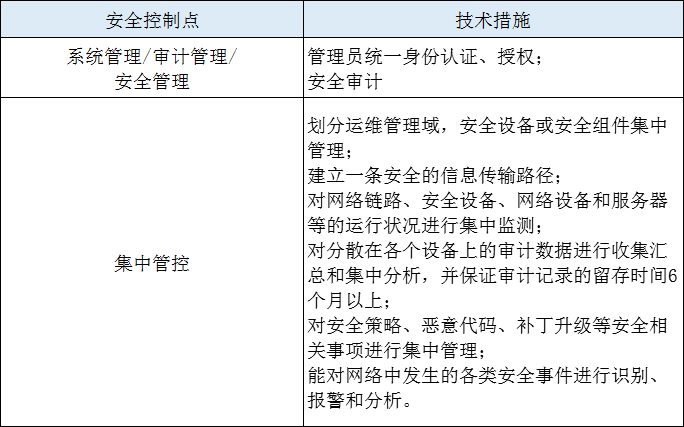 安全控制点
技术措施
系统管理/审计管理/
安全管理
管理员统一身份认证、授权；
安全审计
集中管控
划分运维管理域，安全设备或安全组件集中
管理；
建立一条安全的信息传输路径；
对网络链路、安全设备、网络设备和服务器
等的运行状况进行集中监测；
对分散在各个设备上的审计数据进行收集汇
总和集中分析，并保证审计记录的留存时间6
个月以上；
对安全策略、恶意代码、补丁升级等安全相
关事项进行集中管理；
能对网络中发生的各类安全事件进行识别、
报警和分析。